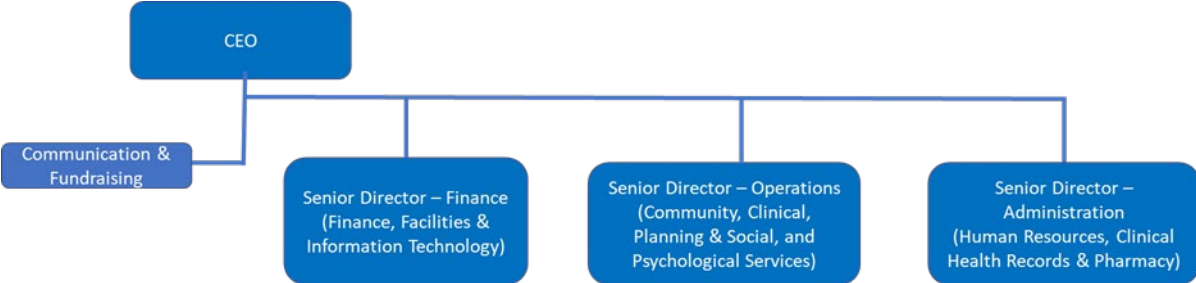 CEO
Communication &
Fundraising
Senior Director – Finance
(Finance, Facilities &
Information Technology)
Senior Director – Operations
(Community, Clinical,
Planning & Social, and
Psychological Services)
Senior Director –
Administration
(Human Resources, Clinical
Health Records & Pharmacy)